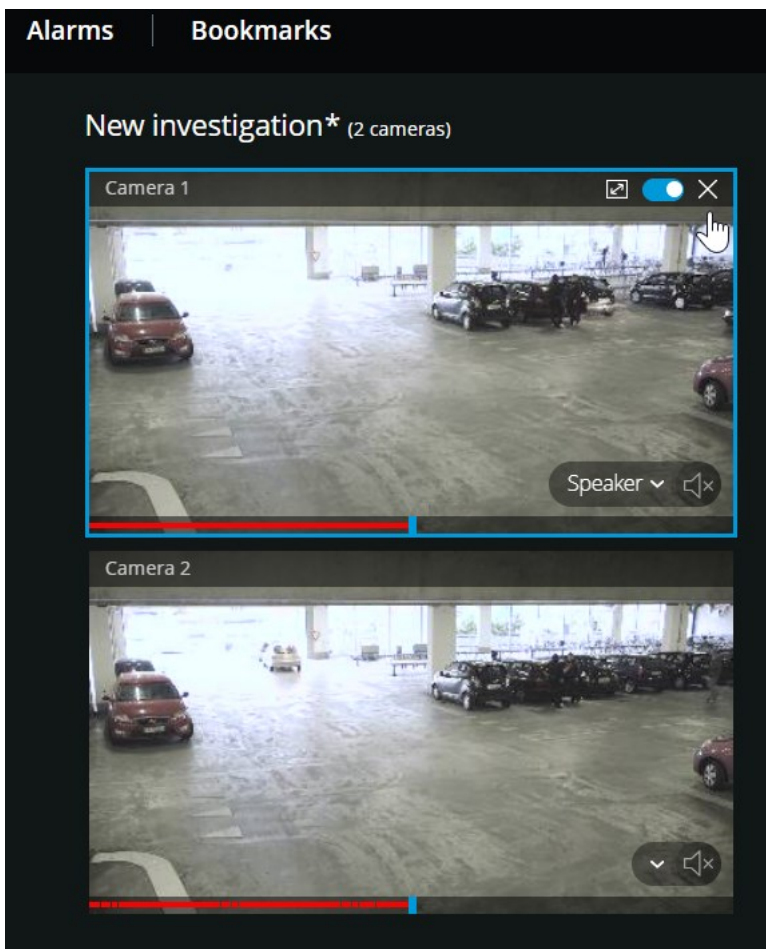 Alarms Bookmarks
New investigation* (2 cameras)
Camera 1
Speaker
Camera 2